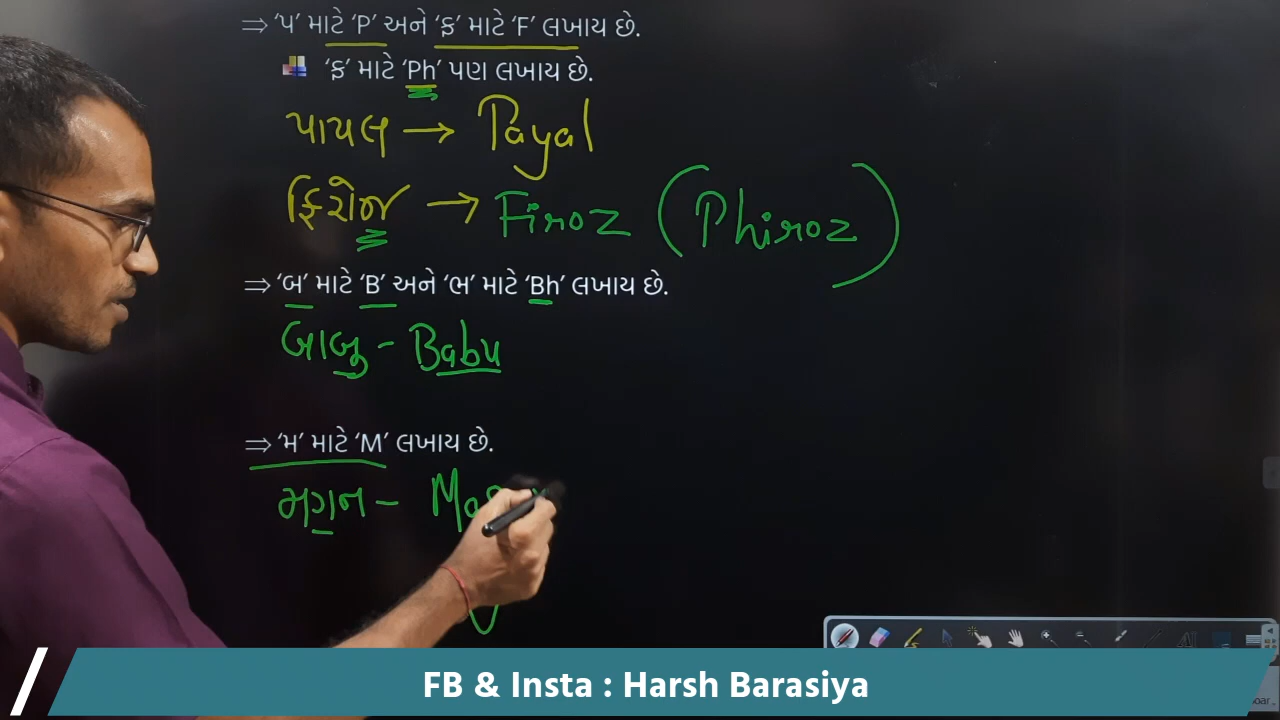 ⇒ ‘પ’ માટે ‘P’ અને ‘ફ’ માટે ‘F’ લખાય છે.
‘ફ’ માટે ‘Ph’ પણ લખાય છે.
પાયલ → Payal
ફિરોજ → Firoz (Phiroz)
⇒ ‘બ’ માટે ‘B’ અને ‘ભ’ માટે ‘Bh’ લખાય છે.
બાબુ - Babu
⇒ ‘મ’ માટે ‘M’ લખાય છે.
મગન -
FB & Insta : Harsh Barasiya